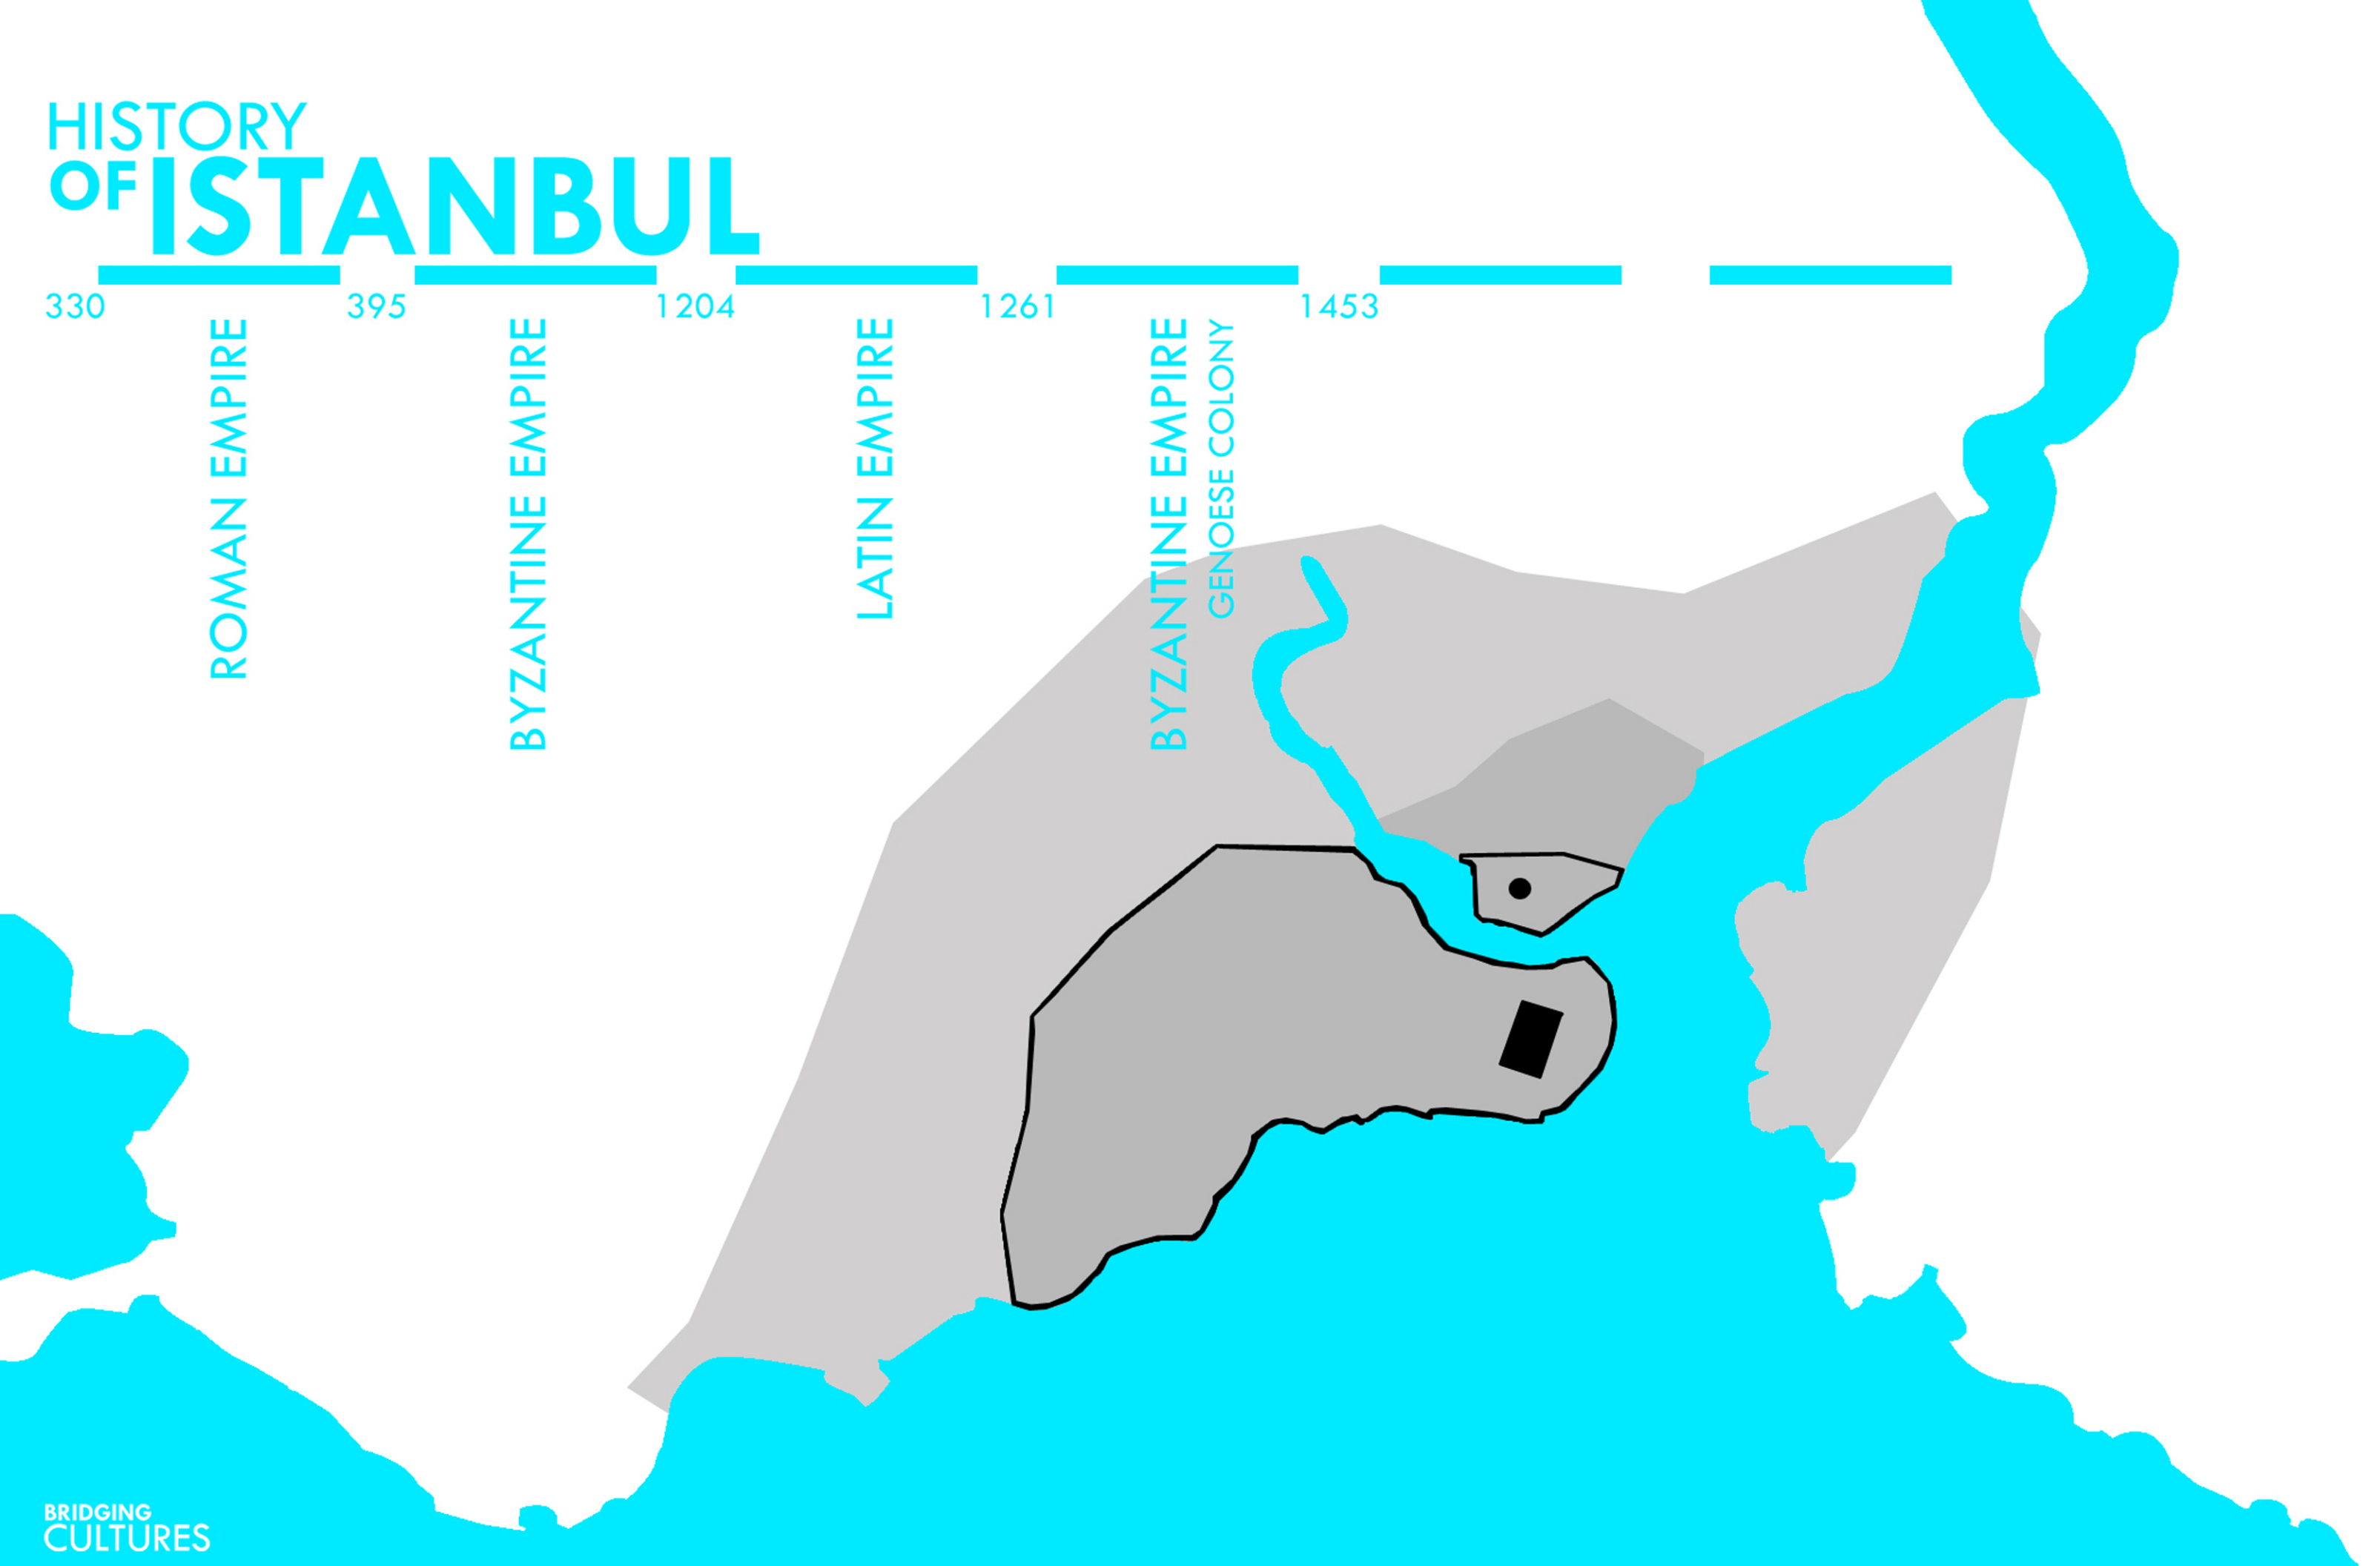 HISTORY
OF ISTANBUL
330 395 1204 1261 1453
ROMAN EMPIRE
BYZANTINE EMPIRE
LATIN EMPIRE
BYZANTINE EMPIRE
GENOESE COLONY
BRIDGING
CULTURES